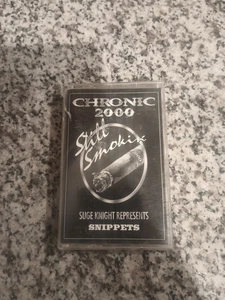 CHRONIC
2000
Still
Smokin
SUGE KNIGHT REPRESENTS
SNIPPETS